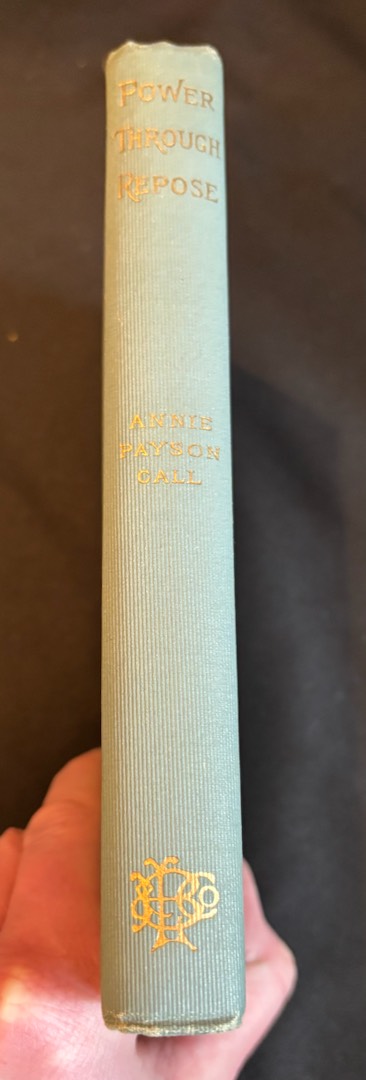 POWER
THROUGH
REPOSE
ANNIE
PAYSON
CALL